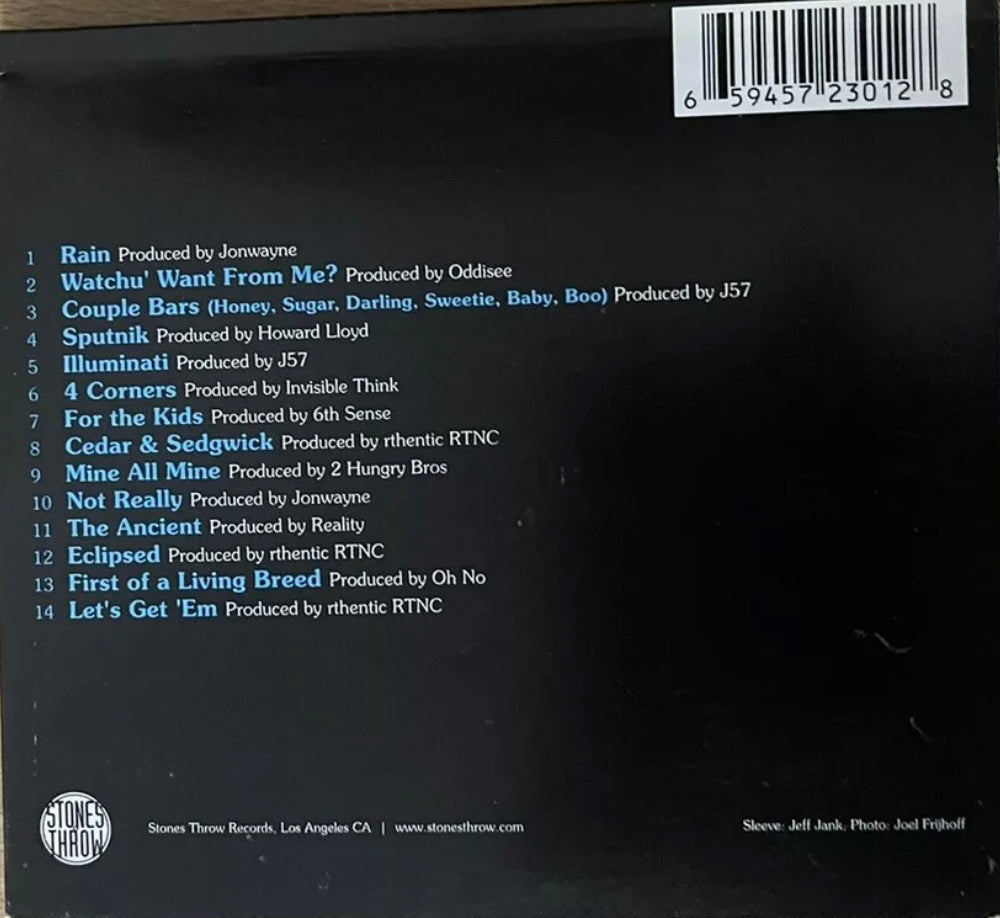 6 59457 23012 8
1 Rain Produced by Jonwayne
2 Watchu' Want From Me? Produced by Oddisee
3 Couple Bars (Honey, Sugar, Darling, Sweetie, Baby, Boo) Produced by J57
4 Sputnik Produced by Howard Lloyd
5 Illuminati Produced by J57
6 4 Corners Produced by Invisible Think
7 For the Kids Produced by 6th Sense
8 Cedar & Sedgwick Produced by rthentic RTNC
9 Mine All Mine Produced by 2 Hungry Bros
10 Not Really Produced by Jonwayne
11 The Ancient Produced by Reality
12 Eclipsed Produced by rthentic RTNC
13 First of a Living Breed Produced by Oh No
14 Let's Get 'Em Produced by rthentic RTNC
STONES
THROW
Stones Throw Records, Los Angeles CA | www.stonesthrow.com
Sleeve: Jeff Jank, Photo: Joel Frijhoff